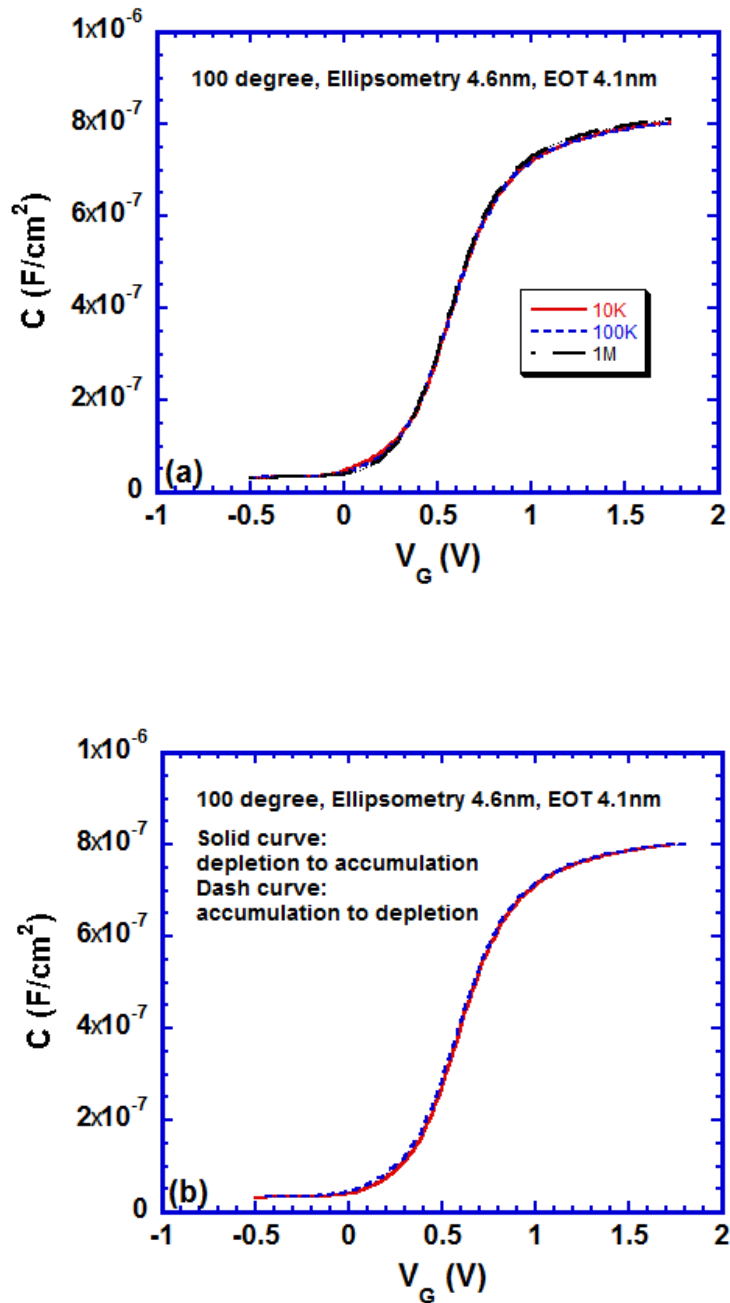 1x10-6
100 degree, Ellipsometry 4.6nm, EOT 4.1nm
8x10-7
6x10-7
C (F/cm2)
4x10-7
10K
100K
1M
2x10-7
(a)
0
-1 -0.5 0 0.5 1 1.5 2
VG (V)
1x10-6
100 degree, Ellipsometry 4.6nm, EOT 4.1nm
Solid curve:
8x10-7
depletion to accumulation
Dash curve:
accumulation to depletion
6x10-7
C (F/cm2)
4x10-7
2x10-7
(b)
0
-1 -0.5 0 0.5 1 1.5 2
VG (V)